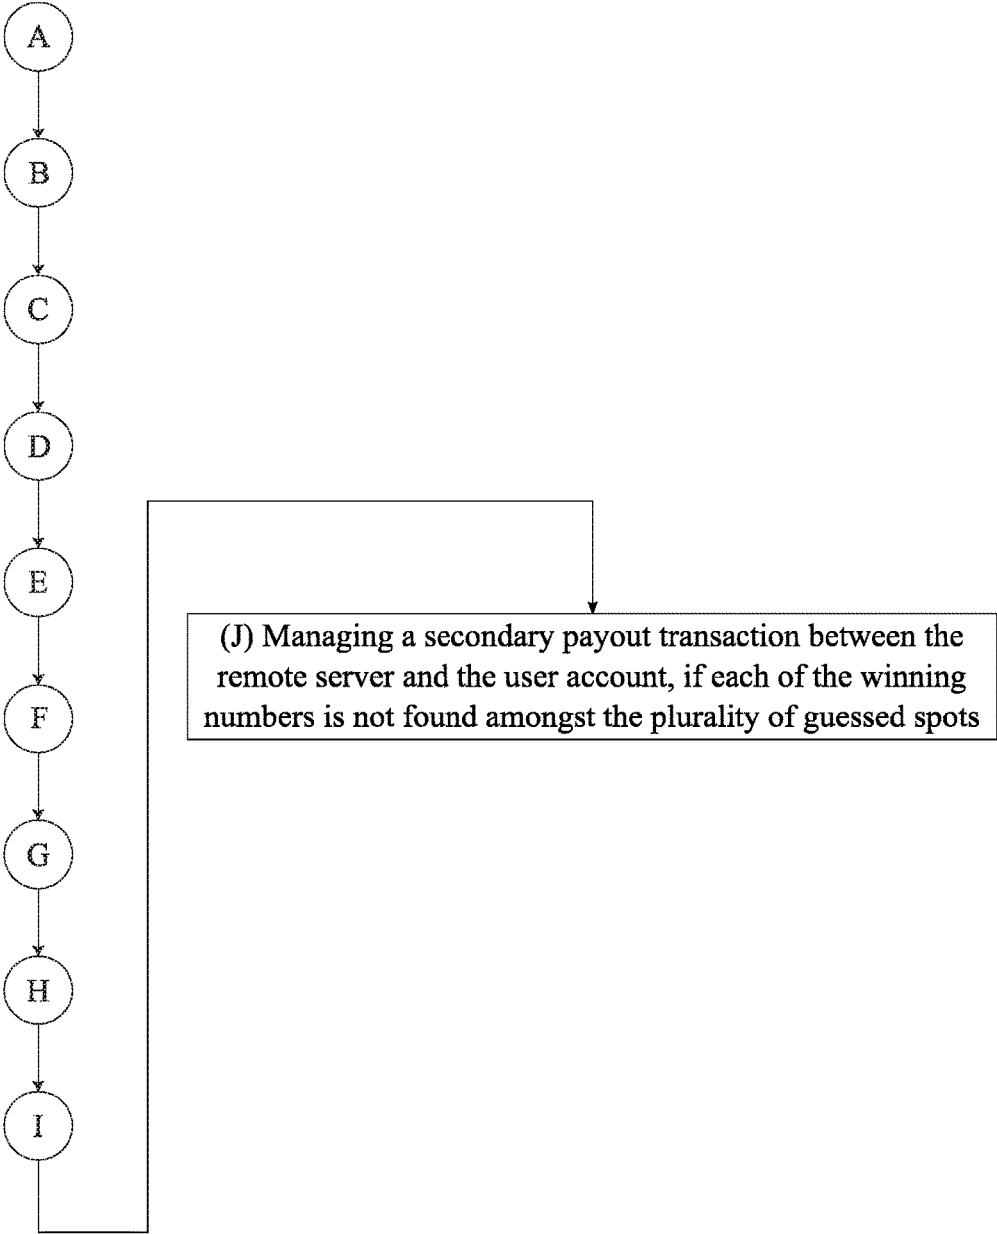 A
B
C
D
E
F
G
H
I
(J) Managing a secondary payout transaction between the
remote server and the user account, if each of the winning
numbers is not found amongst the plurality of guessed spots